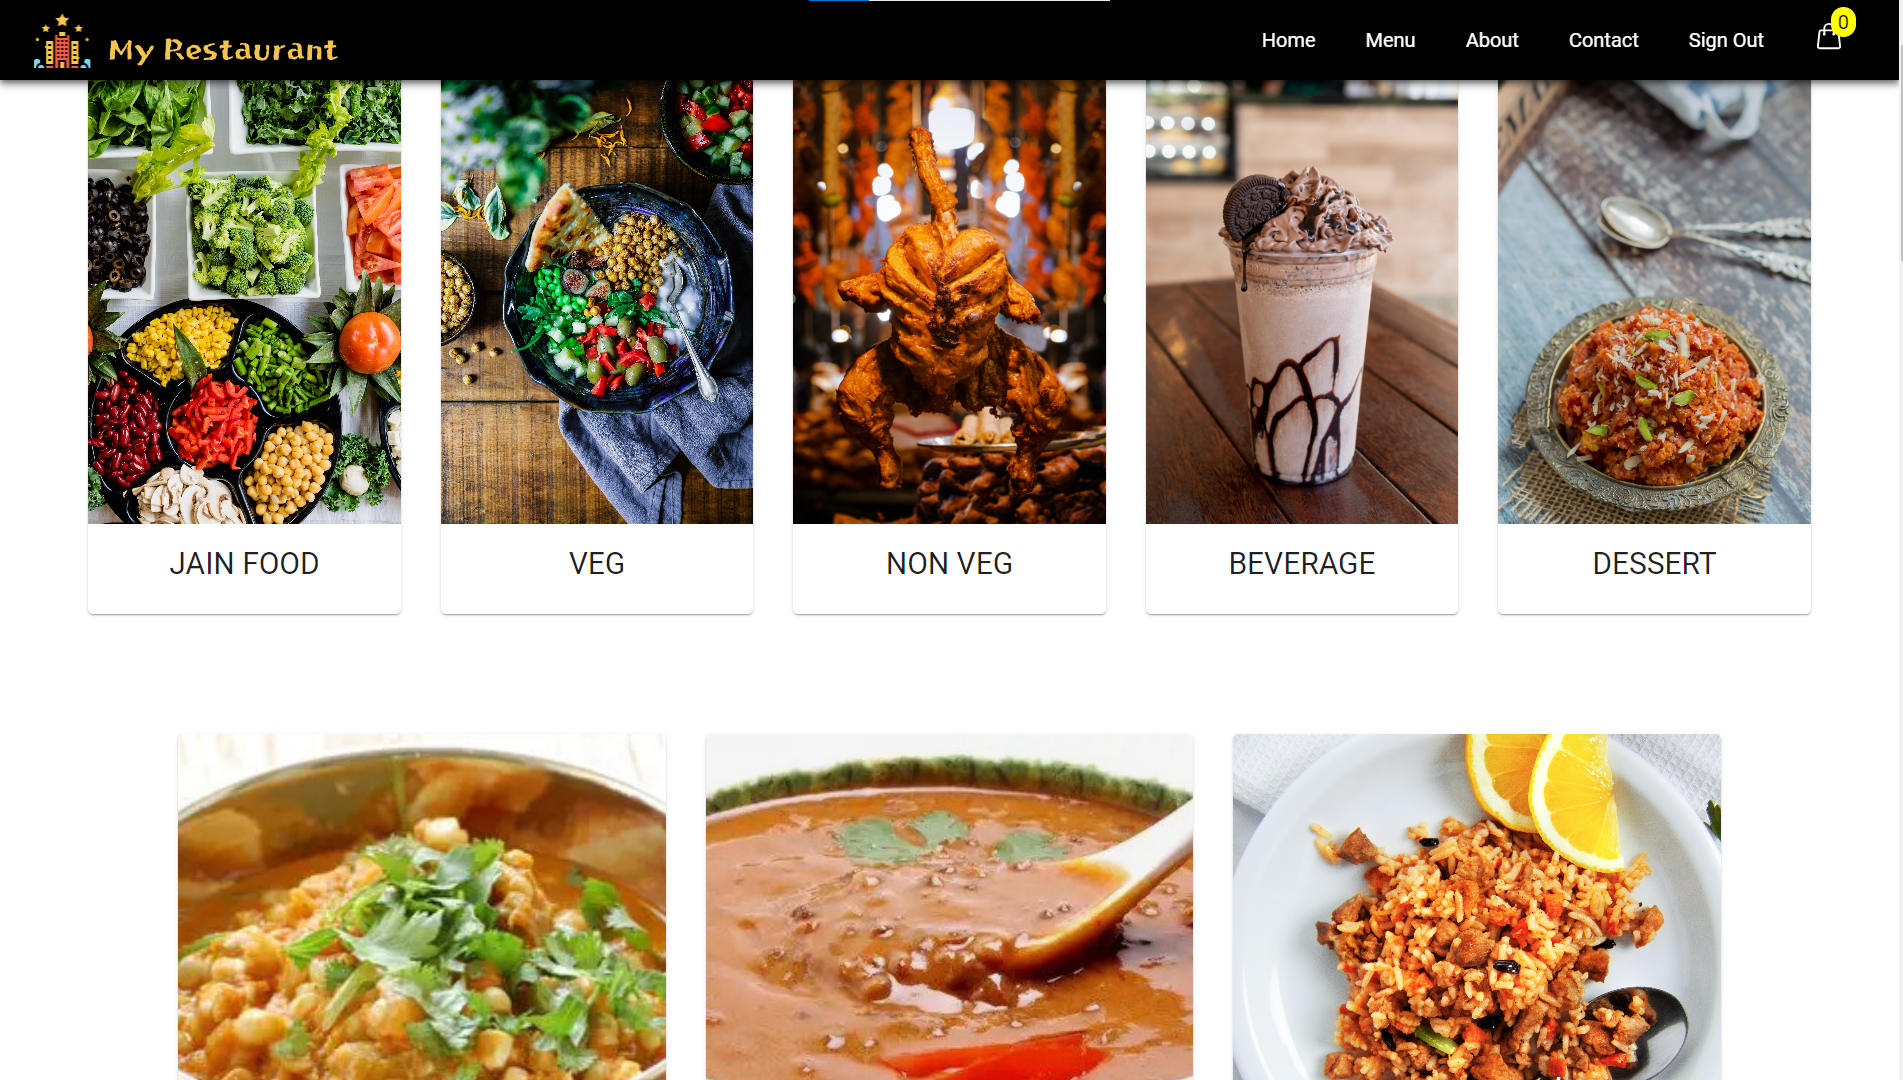 My Restaurant
Home Menu About Contact Sign Out 0
JAIN FOOD VEG NON VEG BEVERAGE DESSERT